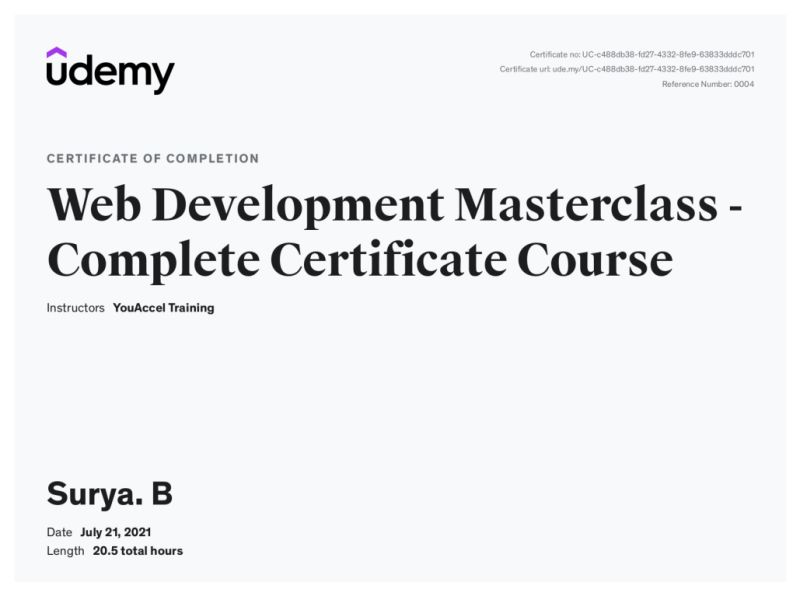 udemy
Certificate no: UC-c488db38-fd27-4332-8fe9-63833dddc701
Certificate url: ude.my/UC-c488db38-fd27-4332-8fe9-63833dddc701
Reference Number: 0004
CERTIFICATE OF COMPLETION
Web Development Masterclass -
Complete Certificate Course
Instructors YouAccel Training
Surya. B
Date July 21, 2021
Length 20.5 total hours